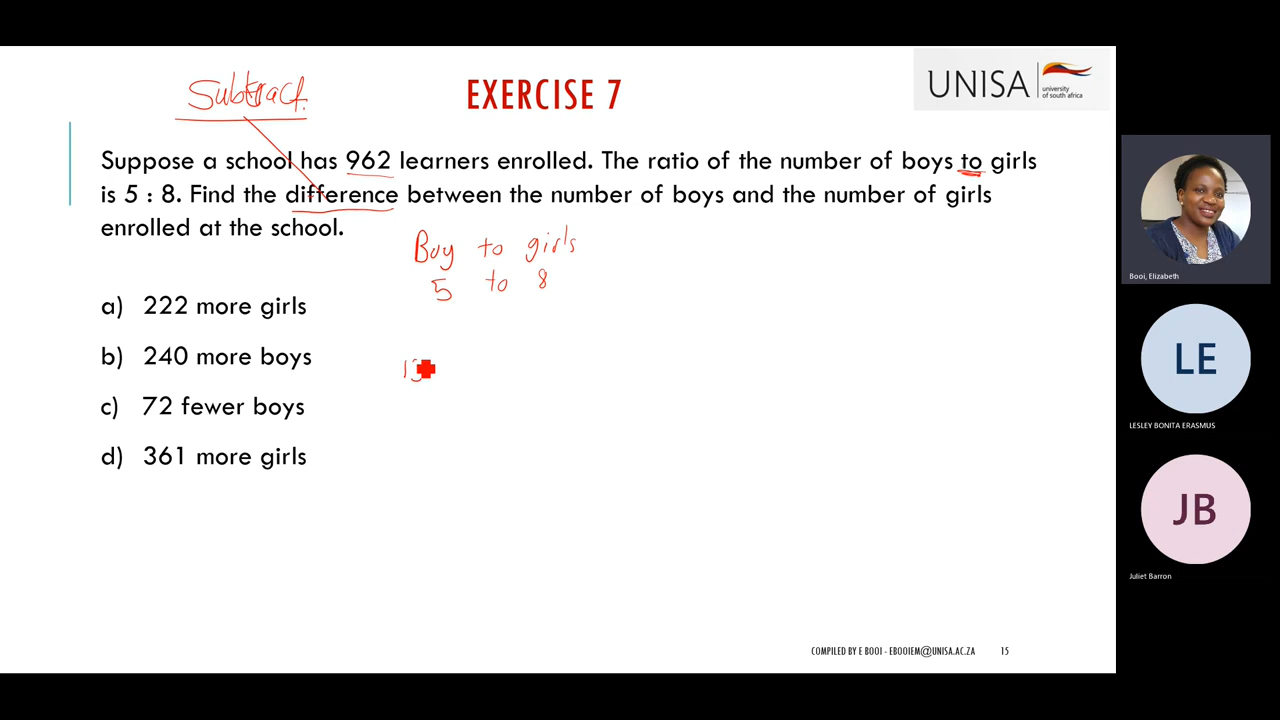 Subtract.
EXERCISE 7
UNISA
university
of south africa
Suppose a school has 962 learners enrolled. The ratio of the number of boys to girls
is 5 : 8. Find the difference between the number of boys and the number of girls
enrolled at the school.
Boy to girls
5 to 8
a) 222 more girls
b) 240 more boys
c) 72 fewer boys
d) 361 more girls
COMPILED BY E BOOI - EBOOIEM@UNISA.AC.ZA 15
Booi, Elizabeth
LE
LESLEY BONITA ERASMUS
JB
Juliet Barron